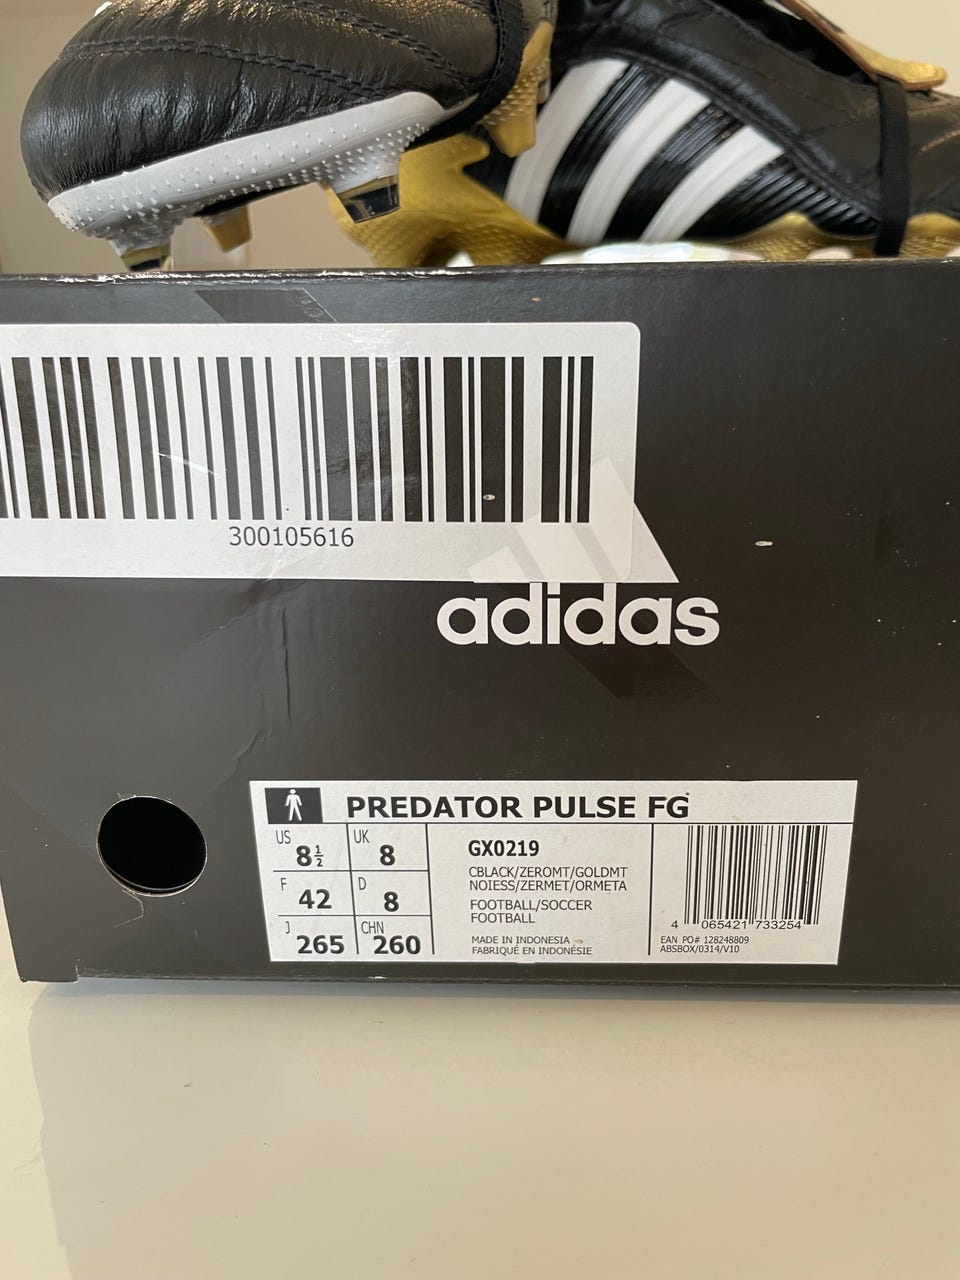 300105616
adidas
PREDATOR PULSE FG
US 8½
UK 8
F 42
D 8
J 265
CHN 260
GX0219
CBLACK/ZEROMT/GOLDMT
NOIESS/ZERMET/ORMETA
FOOTBALL/SOCCER
FOOTBALL
MADE IN INDONESIA
FABRIQUÉ EN INDONÉSIE
4 065421 733254
EAN PO# 128248809
ABSBOX/0314/V10